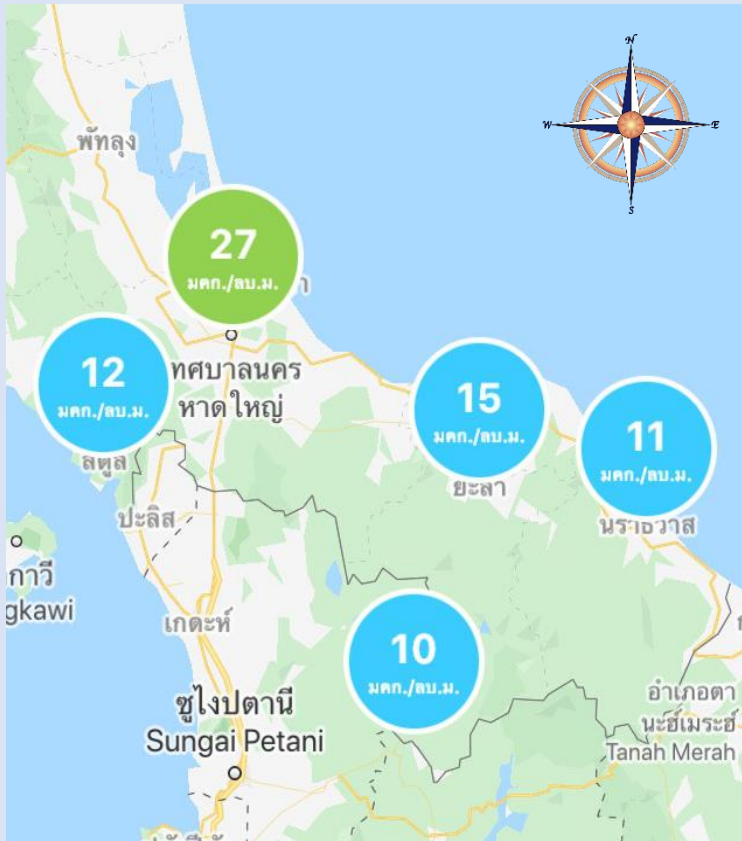 N
W
E
S
พัทลุง
27
มคก./ลบ.ม.
า
12
มคก./ลบ.ม.
ทศบาลนคร
หาดใหญ่
15
มคก./ลบ.ม.
11
มคก./ลบ.ม.
สตูล
ยะลา
ปะลิส
นราธิวาส
กาวี
gkawi
เกดะห์
10
มคก./ลบ.ม.
ซูไงปตานี
Sungai Petani
อำเภอตา
นะฮ์เมระฮ์
Tanah Merah